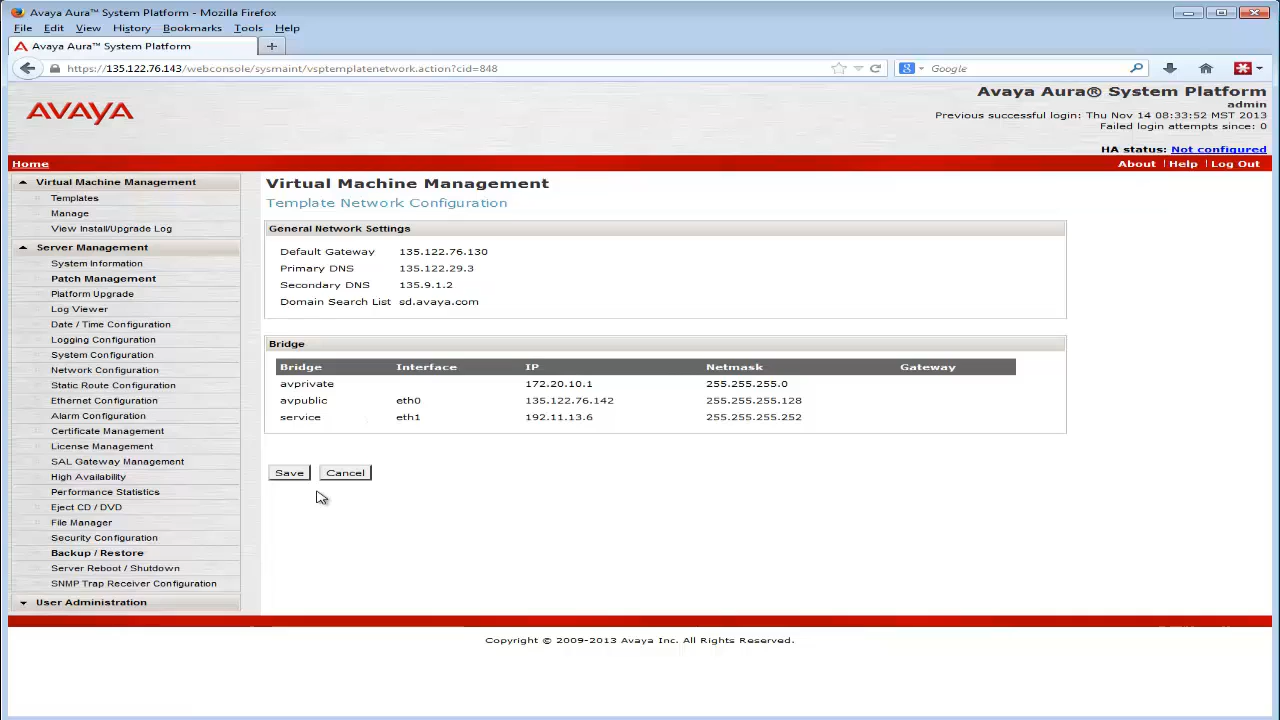 Avaya Aura™ System Platform - Mozilla Firefox
File Edit View History Bookmarks Tools Help
Avaya Aura™ System Platform
https://135.122.76.143/webconsole/sysmaint/vsptemplatenetwork.action?cid=848
Google
AVAYA
Avaya Aura® System Platform
admin
Previous successful login: Thu Nov 14 08:33:52 MST 2013
Failed login attempts since: 0
HA status: Not configured
Home
About | Help | Log Out
Virtual Machine Management
Templates
Manage
View Install/Upgrade Log
Server Management
System Information
Patch Management
Platform Upgrade
Log Viewer
Date / Time Configuration
Logging Configuration
System Configuration
Network Configuration
Static Route Configuration
Ethernet Configuration
Alarm Configuration
Certificate Management
License Management
SAL Gateway Management
High Availability
Performance Statistics
Eject CD / DVD
File Manager
Security Configuration
Backup / Restore
Server Reboot / Shutdown
SNMP Trap Receiver Configuration
User Administration
Virtual Machine Management
Template Network Configuration
General Network Settings
Default Gateway 135.122.76.130
Primary DNS 135.122.29.3
Secondary DNS 135.9.1.2
Domain Search List sd.avaya.com
Bridge
Bridge Interface IP Netmask Gateway
avprivate 172.20.10.1 255.255.255.0
avpublic eth0 135.122.76.142 255.255.255.128
service eth1 192.11.13.6 255.255.255.252
Save Cancel
Copyright © 2009-2013 Avaya Inc. All Rights Reserved.